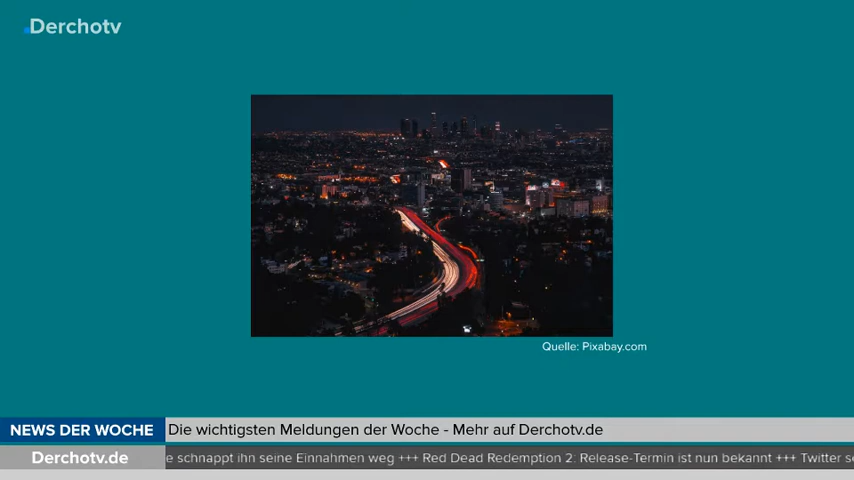 Derchotv
Quelle: Pixabay.com
NEWS DER WOCHE
Die wichtigsten Meldungen der Woche - Mehr auf Derchotv.de
Derchotv.de
e schnappt ihn seine Einnahmen weg +++ Red Dead Redemption 2: Release-Termin ist nun bekannt +++ Twitter se